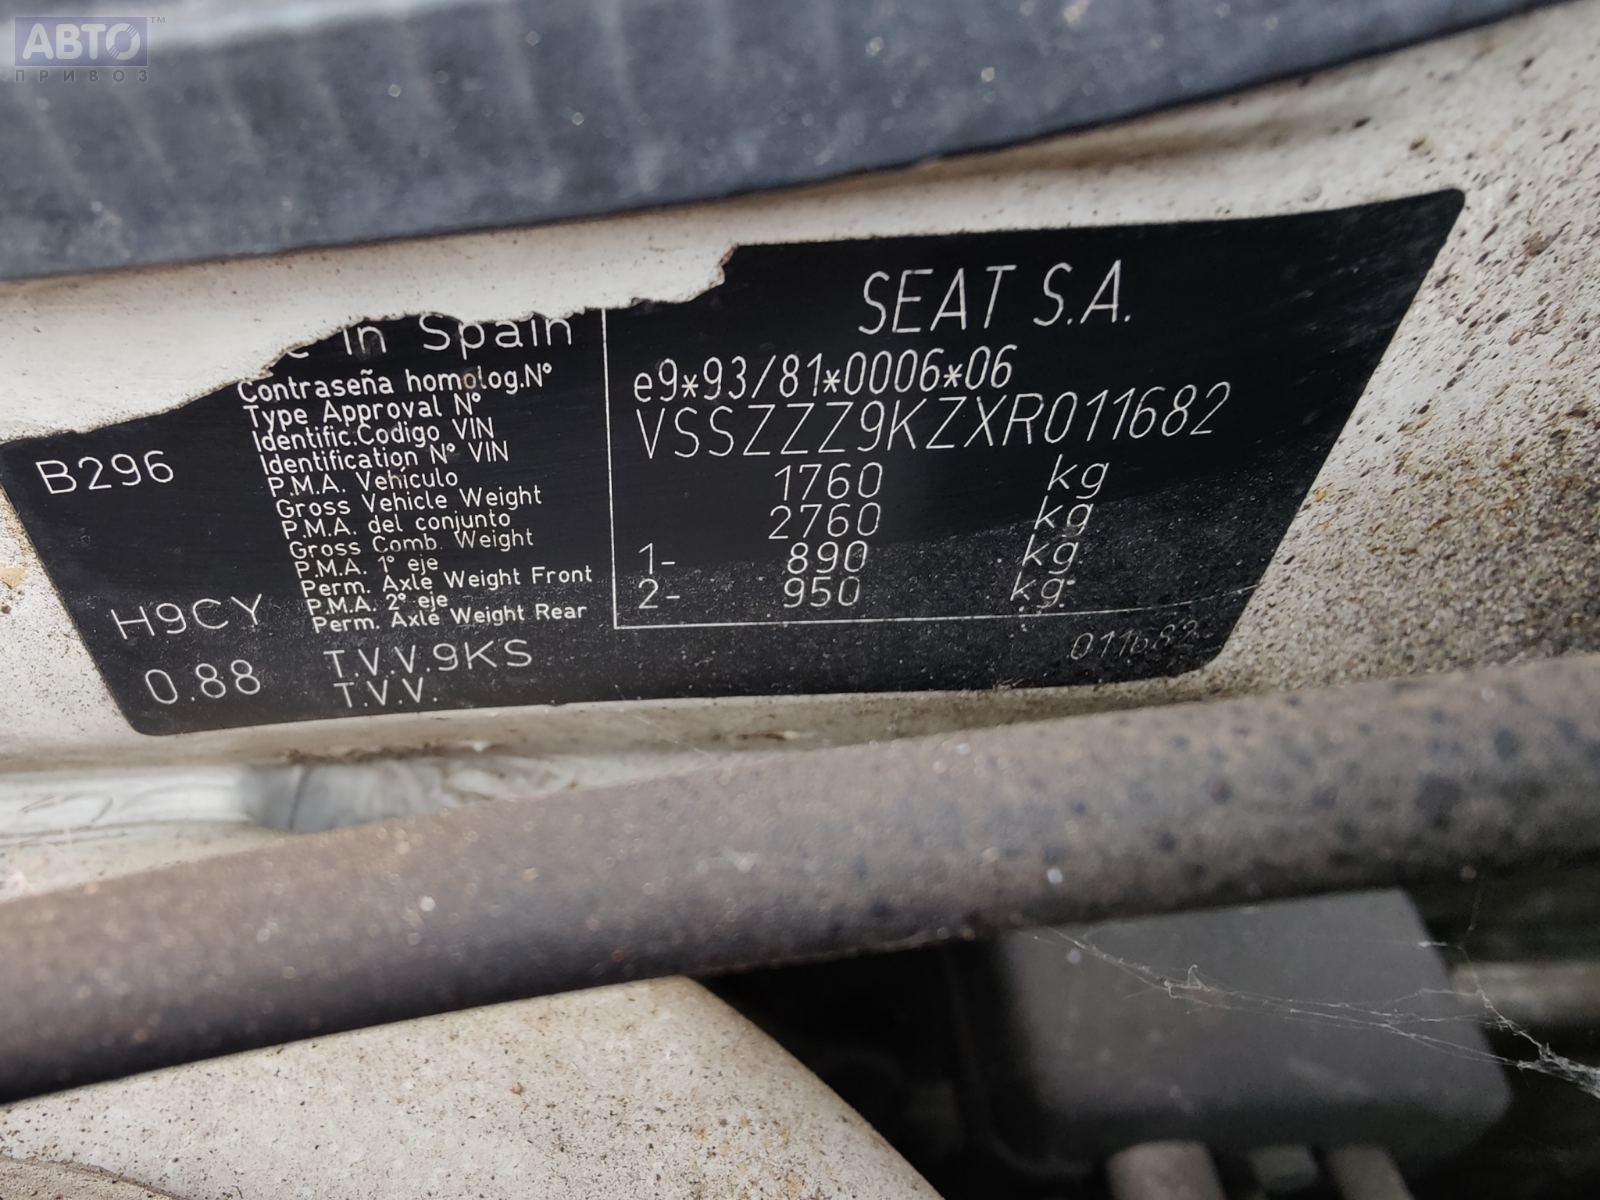 АВТО™
ПРИВОЗ
in Spain
SEAT S.A.
Contraseña homolog.N°
Type Approval N°
e9*93/81*0006*06
Identific.Codigo VIN
Identification N° VIN
VSSZZZ9KZXR011682
B296
P.M.A. Vehículo
Gross Vehicle Weight
1760 kg
P.M.A. del conjunto
Gross Comb. Weight
2760 kg
P.M.A. 1° eje
Perm. Axle Weight Front
1- 890 kg
P.M.A. 2° eje
Perm. Axle Weight Rear
2- 950 kg
H9CY
0.88
T.V.V.9KS
T.V.V.
011682